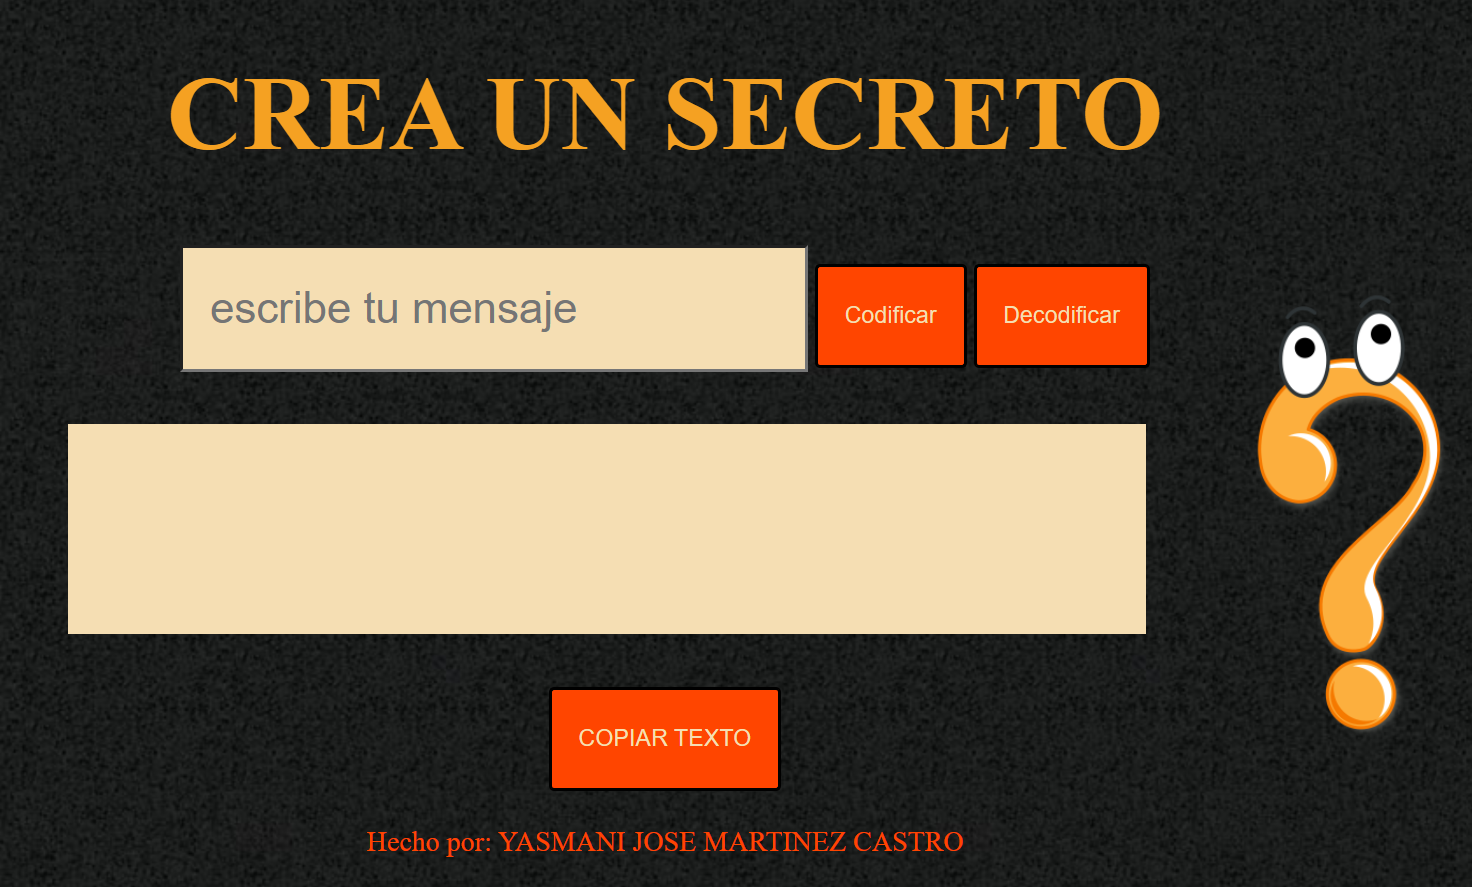 CREA UN SECRETO
escribe tu mensaje
Codificar
Decodificar
COPIAR TEXTO
Hecho por: YASMANI JOSE MARTINEZ CASTRO